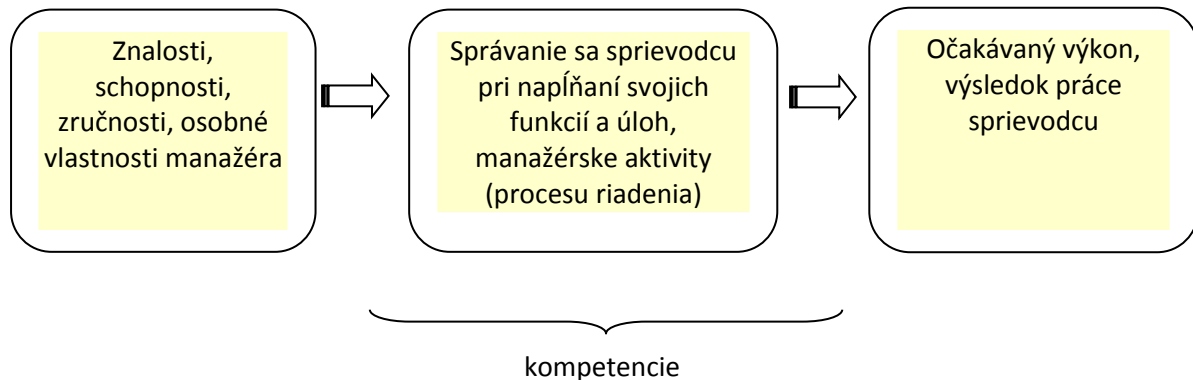 Znalosti,
schopnosti,
zručnosti, osobné
vlastnosti manažéra
Správanie sa sprievodcu
pri napĺňaní svojich
funkcií a úloh,
manažérske aktivity
(procesu riadenia)
Očakávaný výkon,
výsledok práce
sprievodcu
kompetencie